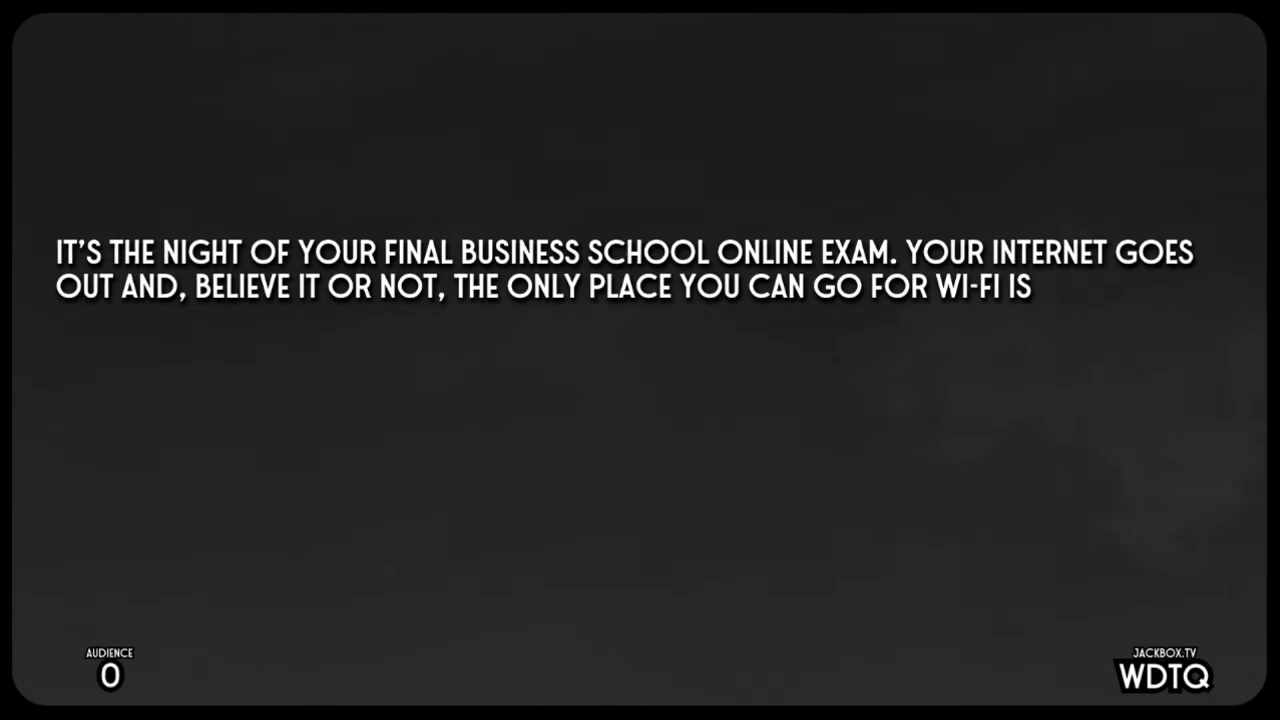 IT'S THE NIGHT OF YOUR FINAL BUSINESS SCHOOL ONLINE EXAM. YOUR INTERNET GOES
OUT AND, BELIEVE IT OR NOT, THE ONLY PLACE YOU CAN GO FOR WI-FI IS
AUDIENCE
0
JACKBOX.TV
WDTQ